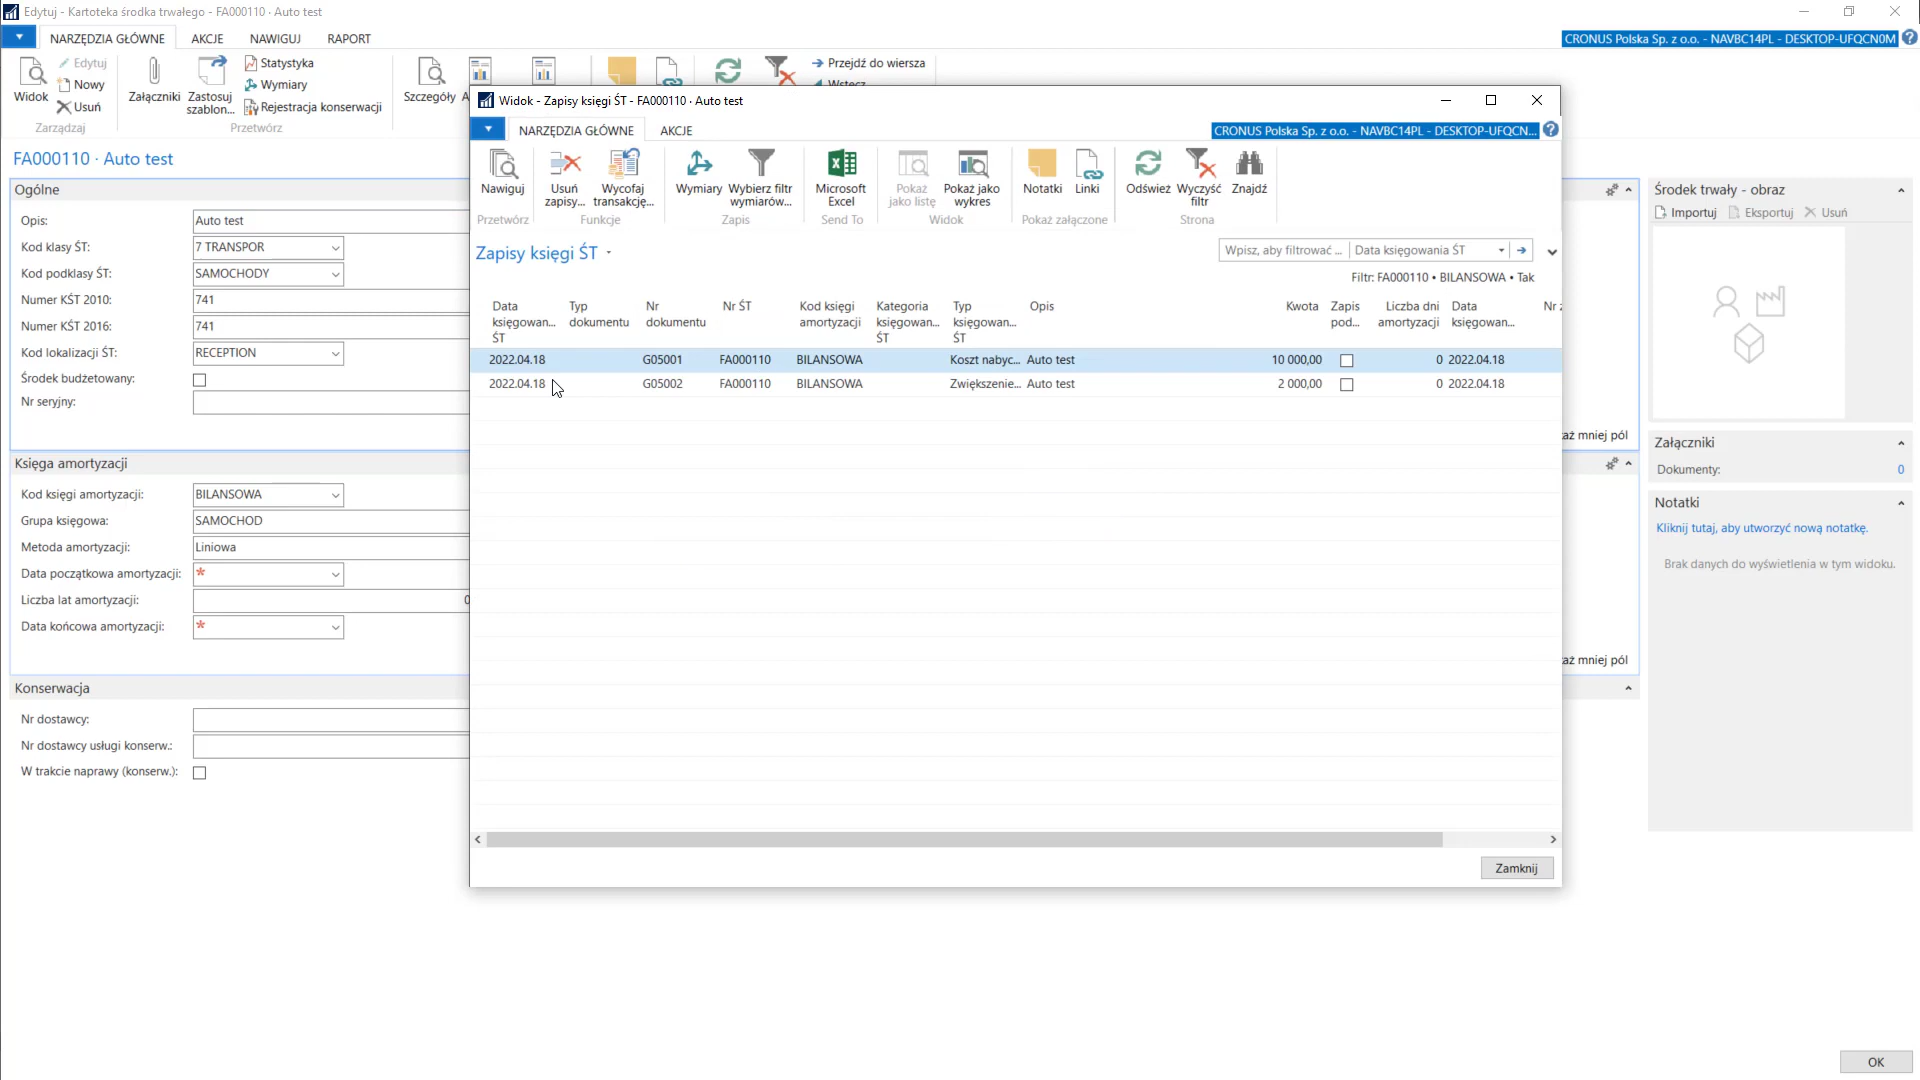 Edytuj - Kartoteka środka trwałego - FA000110 · Auto test
NARZĘDZIA GŁÓWNE AKCJE NAWIGUJ RAPORT
CRONUS Polska Sp. z o.o. - NAVBC14PL - DESKTOP-UFQCN0M
Widok
Edytuj
Nowy
Usuń
Zarządzaj
Załączniki
Zastosuj
szablon...
Statystyka
Wymiary
Rejestracja konserwacji
Przetwórz
Szczegóły
Przejdź do wiersza
FA000110 · Auto test
Ogólne
Opis: Auto test
Kod klasy ŚT: 7 TRANSPOR
Kod podklasy ŚT: SAMOCHODY
Numer KŚT 2010: 741
Numer KŚT 2016: 741
Kod lokalizacji ŚT: RECEPTION
Środek budżetowany:
Nr seryjny:
aż mniej pól
Księga amortyzacji
Kod księgi amortyzacji: BILANSOWA
Grupa księgowa: SAMOCHOD
Metoda amortyzacji: Liniowa
Data początkowa amortyzacji: *
Liczba lat amortyzacji: 0
Data końcowa amortyzacji: *
aż mniej pól
Konserwacja
Nr dostawcy:
Nr dostawcy usługi konserw.:
W trakcie naprawy (konserw.):
Widok - Zapisy księgi ŚT - FA000110 · Auto test
NARZĘDZIA GŁÓWNE AKCJE
CRONUS Polska Sp. z o.o. - NAVBC14PL - DESKTOP-UFQCN...
Nawiguj
Przetwórz
Usuń
zapisy...
Wycofaj
transakcję...
Funkcje
Wymiary
Wybierz filtr
wymiarów...
Zapis
Microsoft
Excel
Send To
Pokaż
jako listę
Pokaż jako
wykres
Widok
Notatki
Linki
Pokaż załączone
Odśwież
Wyczyść
filtr
Znajdź
Strona
Zapisy księgi ŚT
Wpisz, aby filtrować ... Data księgowania ŚT
Filtr: FA000110 • BILANSOWA • Tak
Data księgowan... ŚT Typ dokumentu Nr dokumentu Nr ŚT Kod księgi amortyzacji Kategoria księgowan... ŚT Typ księgowan... ŚT Opis Kwota Zapis pod... Liczba dni amortyzacji Data księgowan... Nr
2022.04.18 G05001 FA000110 BILANSOWA Koszt nabyc... Auto test 10 000,00 0 2022.04.18
2022.04.18 G05002 FA000110 BILANSOWA Zwiększenie... Auto test 2 000,00 0 2022.04.18
Zamknij
Środek trwały - obraz
Importuj Eksportuj Usuń
Załączniki
Dokumenty: 0
Notatki
Kliknij tutaj, aby utworzyć nową notatkę.
Brak danych do wyświetlenia w tym widoku.
OK